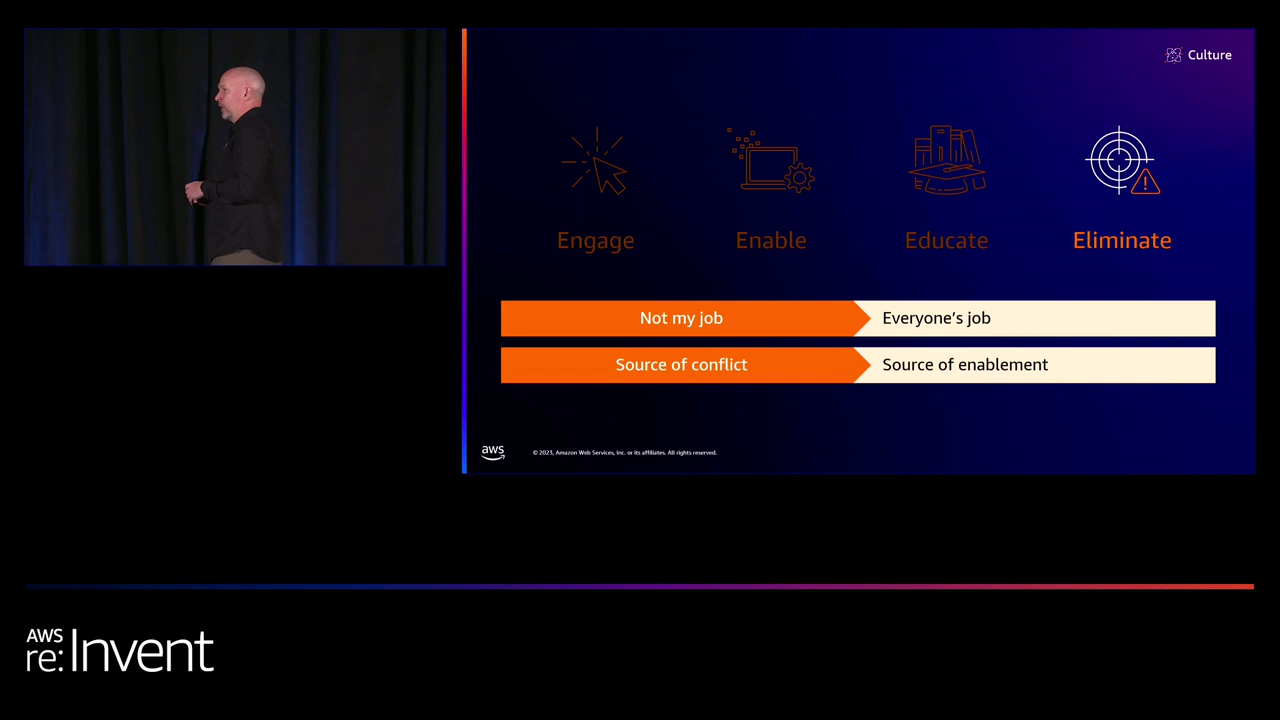 Culture
Engage
Enable
Educate
Eliminate
Not my job
Everyone’s job
Source of conflict
Source of enablement
aws
© 2023, Amazon Web Services, Inc. or its affiliates. All rights reserved.
AWS
re:Invent